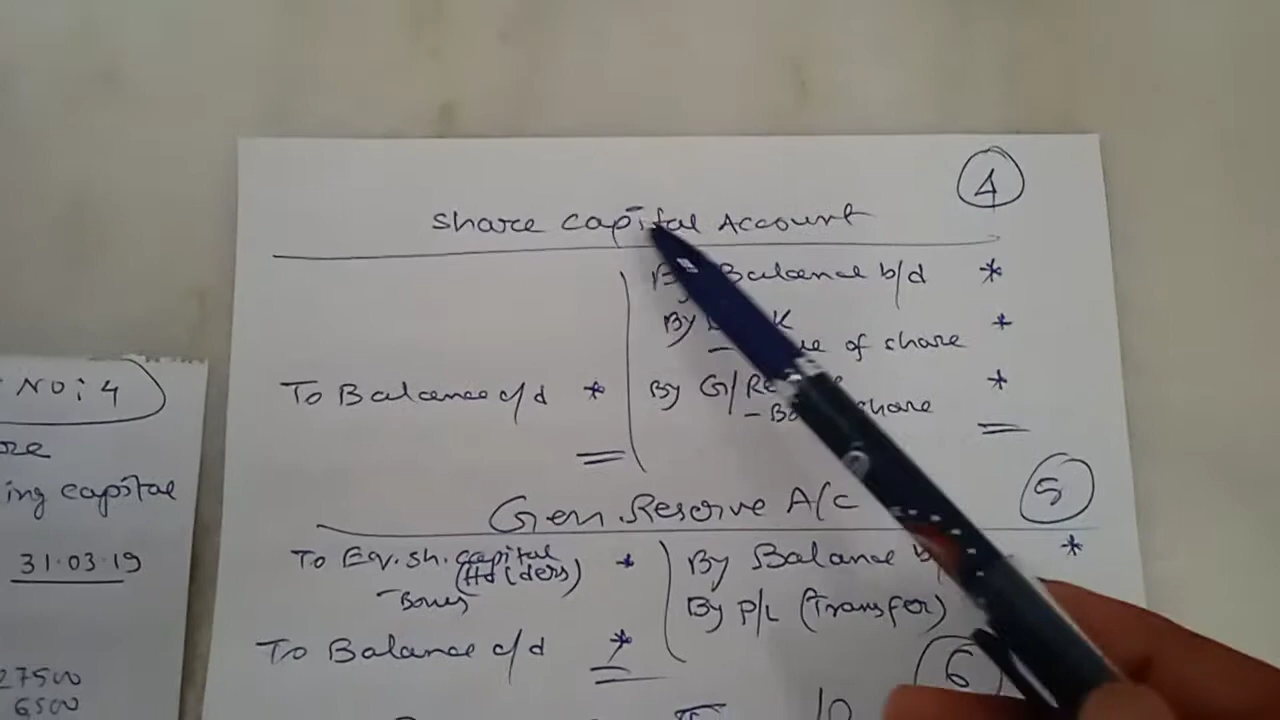 4
Share Capital Account
By Balance b/d *
By *
of share
To Balance c/d * By G/ *
share
5
Gen. Reserve A/c
To Eq. sh. capital * By Balance *
(Holders)
- Bonus By P/L (Transfer)
To Balance c/d *
6
NO: 4
ing capital
31.03.19
27500
6500